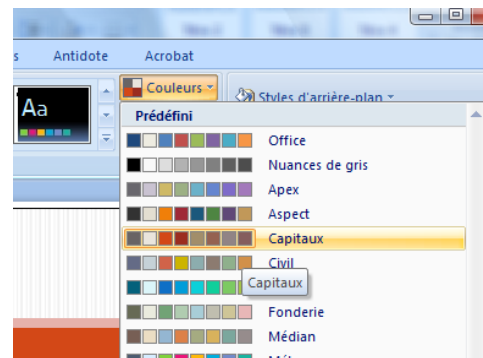 Antidote Acrobat
Aa
Couleurs
Styles d'arrière-plan
Prédéfini
Office
Nuances de gris
Apex
Aspect
Capitaux
Civil
Capitaux
Fonderie
Médian